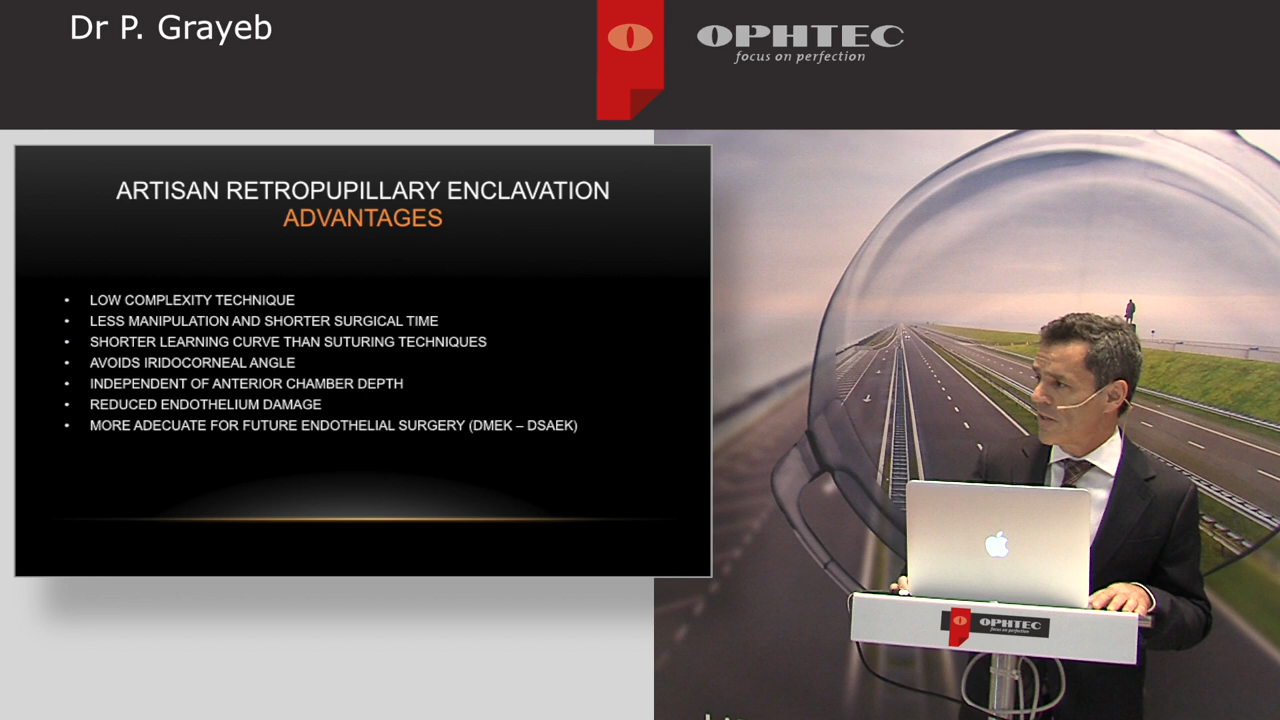 Dr P. Grayeb
OPHTEC
focus on perfection
ARTISAN RETROPUPILLARY ENCLAVATION
ADVANTAGES
• LOW COMPLEXITY TECHNIQUE
• LESS MANIPULATION AND SHORTER SURGICAL TIME
• SHORTER LEARNING CURVE THAN SUTURING TECHNIQUES
• AVOIDS IRIDOCORNEAL ANGLE
• INDEPENDENT OF ANTERIOR CHAMBER DEPTH
• REDUCED ENDOTHELIUM DAMAGE
• MORE ADECUATE FOR FUTURE ENDOTHELIAL SURGERY (DMEK – DSAEK)
OPHTEC
focus on perfection